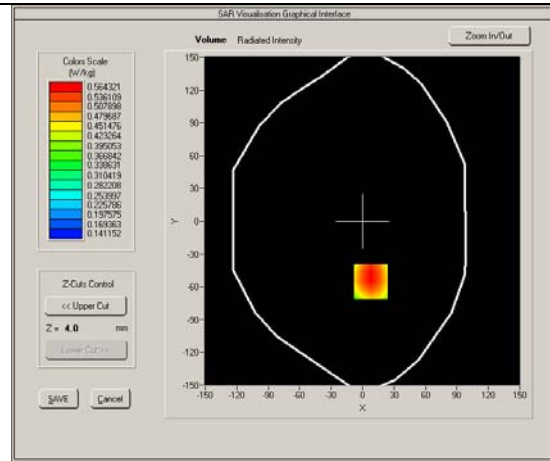 SAR Visualisation Graphical Interface
Volume Radiated Intensity
Zoom In/Out
Colors Scale
(W/kg)
0.564321
0.536109
0.507898
0.479687
0.451476
0.423264
0.395053
0.366842
0.338631
0.310419
0.282208
0.253997
0.225786
0.197575
0.169363
0.141152
Z-Cuts Control
<< Upper Cut
Z = 4.0 mm
Lower Cut >>
SAVE Cancel
150
120
90
60
30
0
-30
-60
-90
-120
-150
Y
-150 -120 -90 -60 -30 0 30 60 90 120 150
X